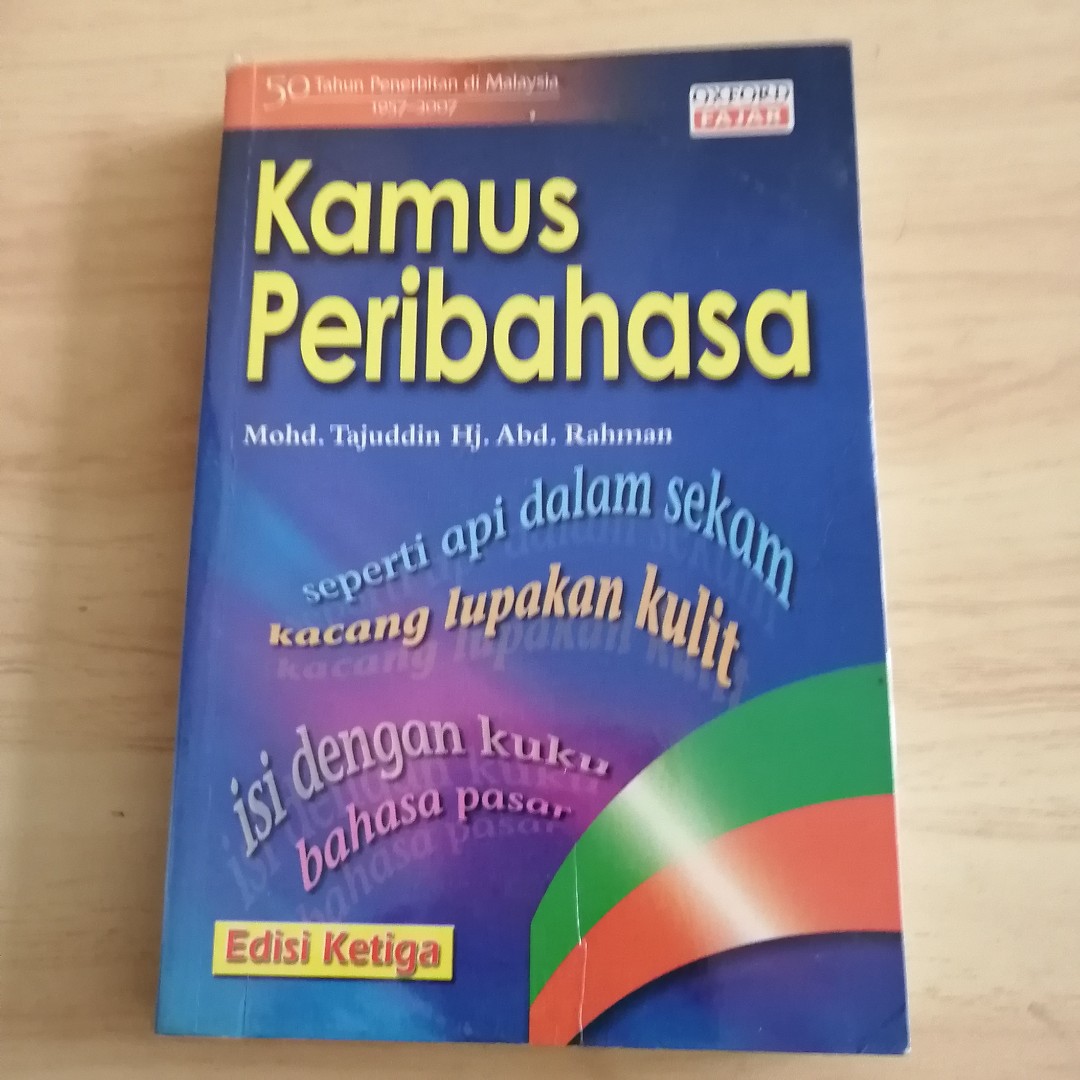 50 Tahun Penerbitan di Malaysia
1957-2007
OXFORD
FAJAR
Kamus
Peribahasa
Mohd. Tajuddin Hj. Abd. Rahman
seperti api dalam sekam
kacang lupakan kulit
isi dengan kuku
bahasa pasar
Edisi Ketiga